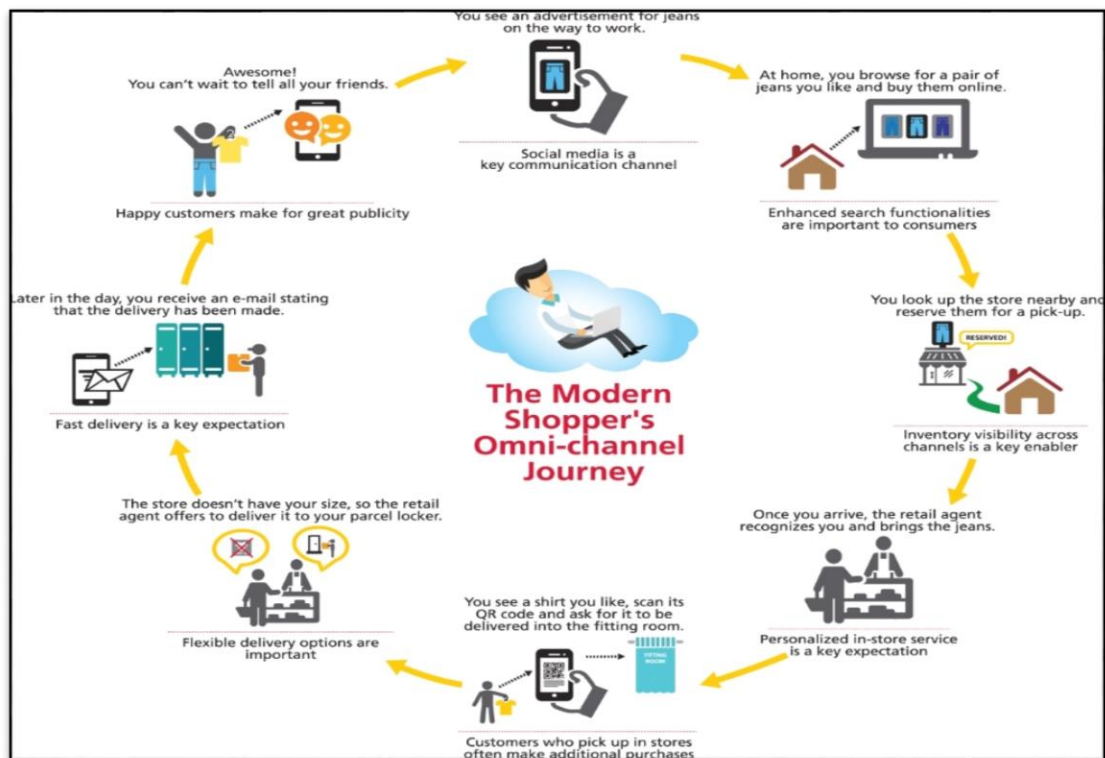 You see an advertisement for jeans
on the way to work.
Social media is a
key communication channel
At home, you browse for a pair of
jeans you like and buy them online.
Enhanced search functionalities
are important to consumers
You look up the store nearby and
reserve them for a pick-up.
RESERVED!
Inventory visibility across
channels is a key enabler
Once you arrive, the retail agent
recognizes you and brings the jeans.
Personalized in-store service
is a key expectation
You see a shirt you like, scan its
QR code and ask for it to be
delivered into the fitting room.
FITTING
ROOM
Customers who pick up in stores
often make additional purchases
The store doesn't have your size, so the retail
agent offers to deliver it to your parcel locker.
Flexible delivery options are
important
Later in the day, you receive an e-mail stating
that the delivery has been made.
Fast delivery is a key expectation
Awesome!
You can't wait to tell all your friends.
Happy customers make for great publicity
The Modern
Shopper's
Omni-channel
Journey